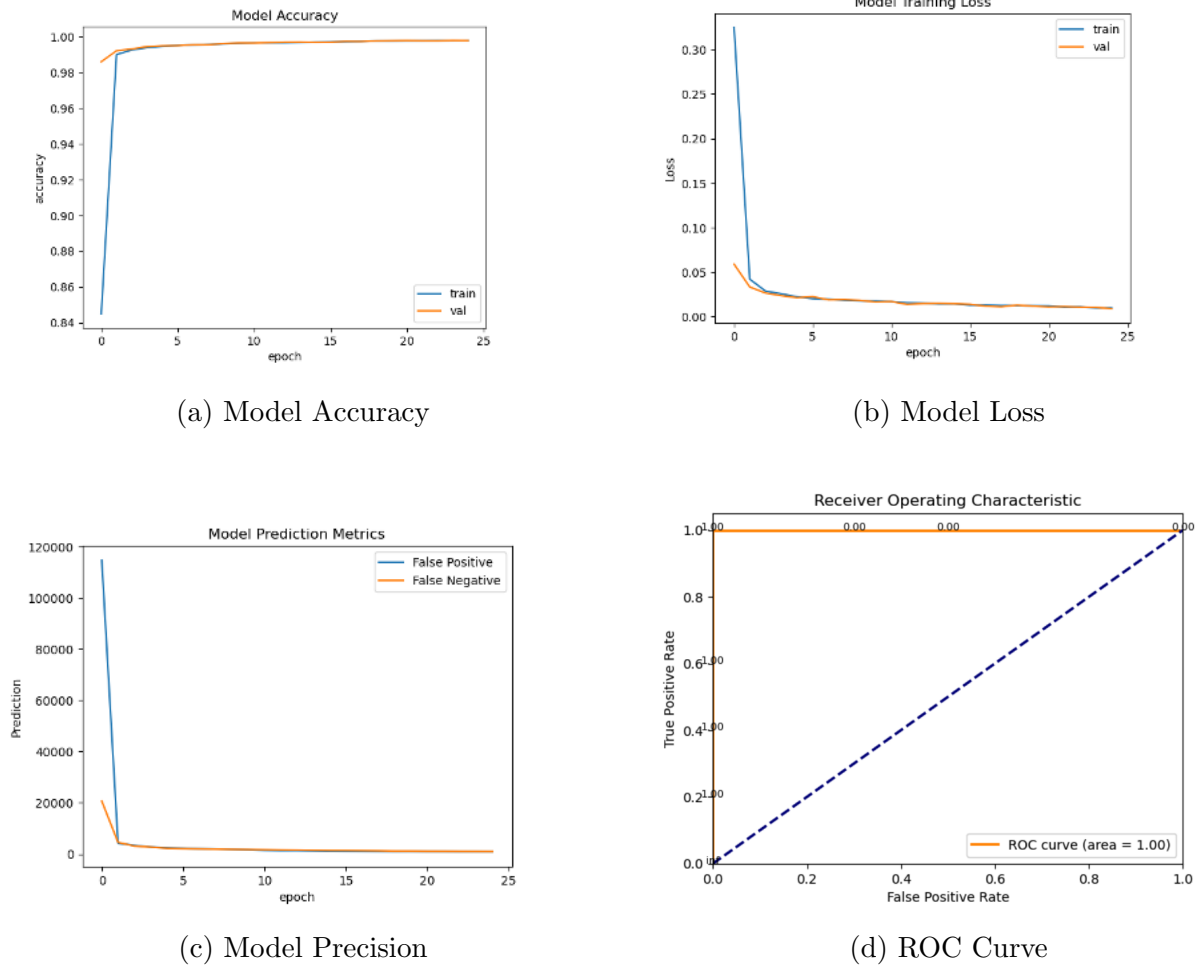 Model Accuracy
1.00
0.98
0.96
0.94
0.92
0.90
0.88
0.86
0.84
accuracy
train
val
0
5
10
15
20
25
epoch
(a) Model Accuracy
Model Training Loss
0.30
0.25
0.20
0.15
0.10
0.05
0.00
Loss
train
val
0
5
10
15
20
25
epoch
(b) Model Loss
Model Prediction Metrics
120000
100000
80000
60000
40000
20000
0
Prediction
False Positive
False Negative
0
5
10
15
20
25
epoch
(c) Model Precision
Receiver Operating Characteristic
1.00
0.00
0.00
0.00
1.0
0.8
1.00
0.6
1.00
0.4
1.00
0.2
0.0
True Positive Rate
ROC curve (area = 1.00)
0.0
0.2
0.4
0.6
0.8
1.0
False Positive Rate
(d) ROC Curve